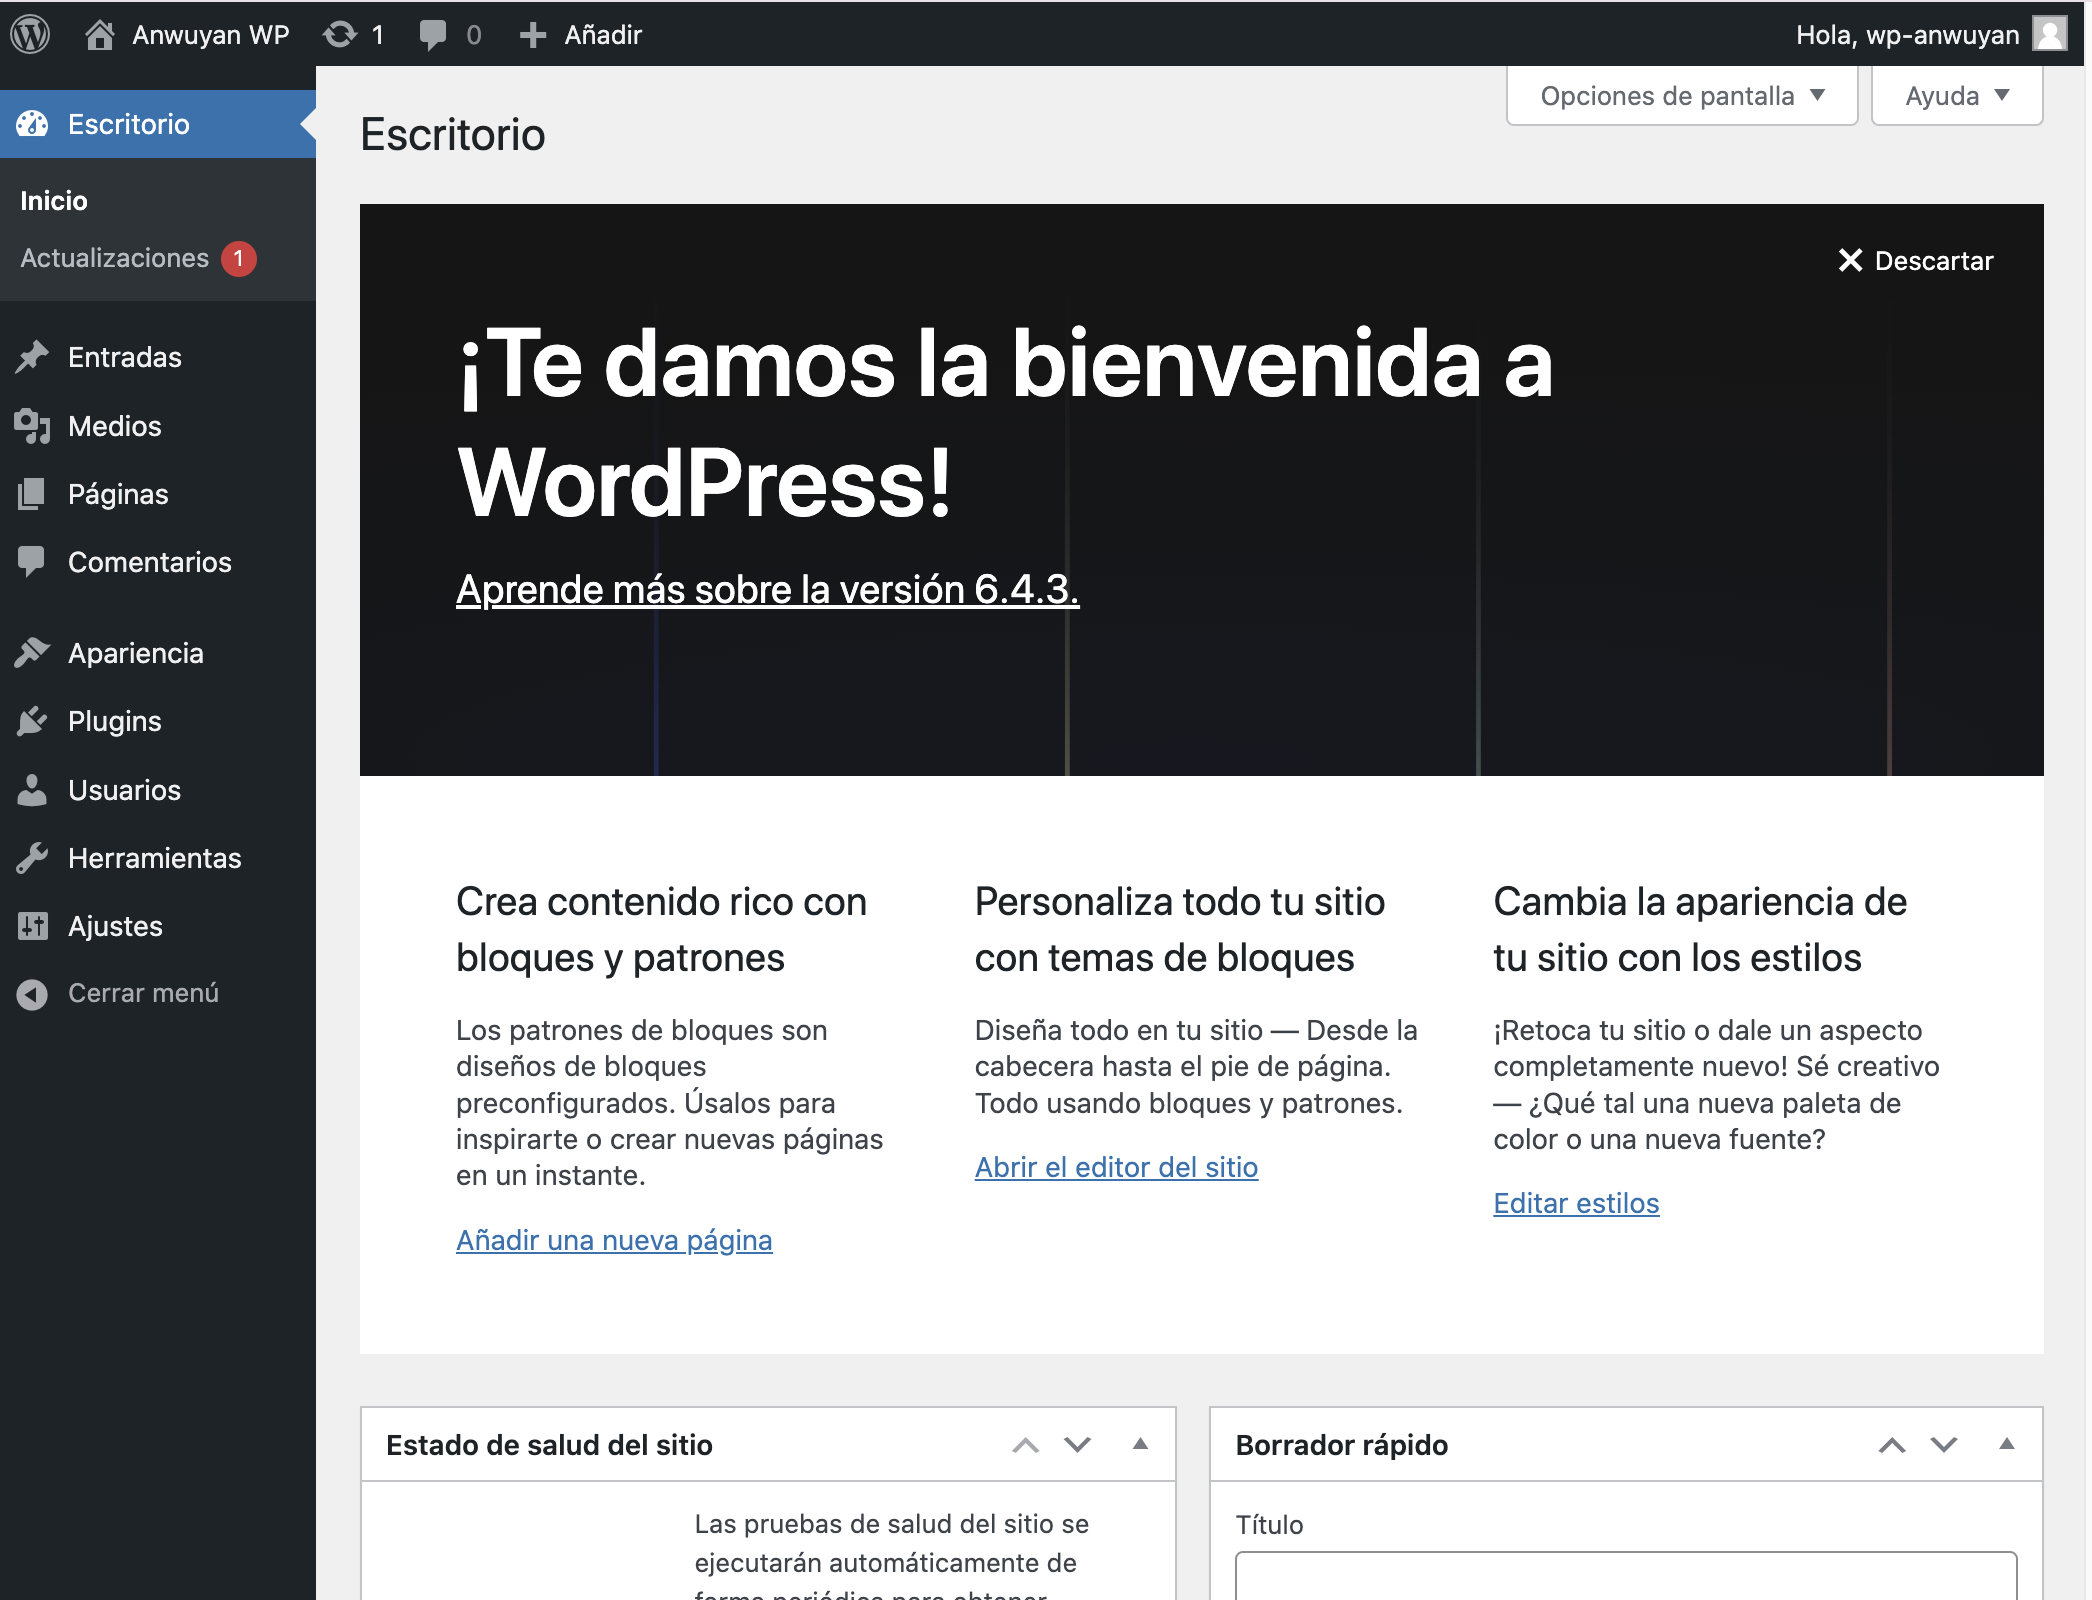 Anwuyan WP 1 0 Añadir Hola, wp-anwuyan
Escritorio
Inicio
Actualizaciones 1
Entradas
Medios
Páginas
Comentarios
Apariencia
Plugins
Usuarios
Herramientas
Ajustes
Cerrar menú
Opciones de pantalla
Ayuda
Escritorio
Descartar
¡Te damos la bienvenida a
WordPress!
Aprende más sobre la versión 6.4.3.
Crea contenido rico con
bloques y patrones
Los patrones de bloques son
diseños de bloques
preconfigurados. Úsalos para
inspirarte o crear nuevas páginas
en un instante.
Añadir una nueva página
Personaliza todo tu sitio
con temas de bloques
Diseña todo en tu sitio — Desde la
cabecera hasta el pie de página.
Todo usando bloques y patrones.
Abrir el editor del sitio
Cambia la apariencia de
tu sitio con los estilos
¡Retoca tu sitio o dale un aspecto
completamente nuevo! Sé creativo
— ¿Qué tal una nueva paleta de
color o una nueva fuente?
Editar estilos
Estado de salud del sitio
Las pruebas de salud del sitio se
ejecutarán automáticamente de
forma periódica para obtener
Borrador rápido
Título